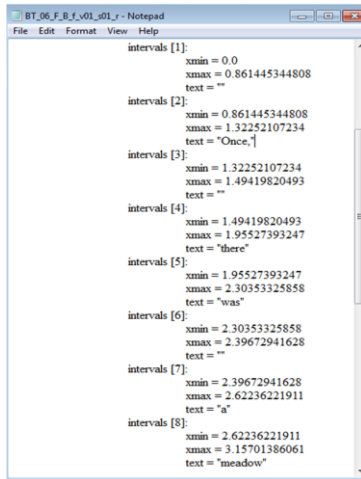 BT_06_F_B_f_v01_s01_r - Notepad
File Edit Format View Help
intervals [1]:
xmin = 0.0
xmax = 0.861445344808
text = ""
intervals [2]:
xmin = 0.861445344808
xmax = 1.32252107234
text = "Once,"
intervals [3]:
xmin = 1.32252107234
xmax = 1.49419820493
text = ""
intervals [4]:
xmin = 1.49419820493
xmax = 1.95527393247
text = "there"
intervals [5]:
xmin = 1.95527393247
xmax = 2.30353325858
text = "was"
intervals [6]:
xmin = 2.30353325858
xmax = 2.39672941628
text = ""
intervals [7]:
xmin = 2.39672941628
xmax = 2.62236221911
text = "a"
intervals [8]:
xmin = 2.62236221911
xmax = 3.15701386061
text = "meadow"